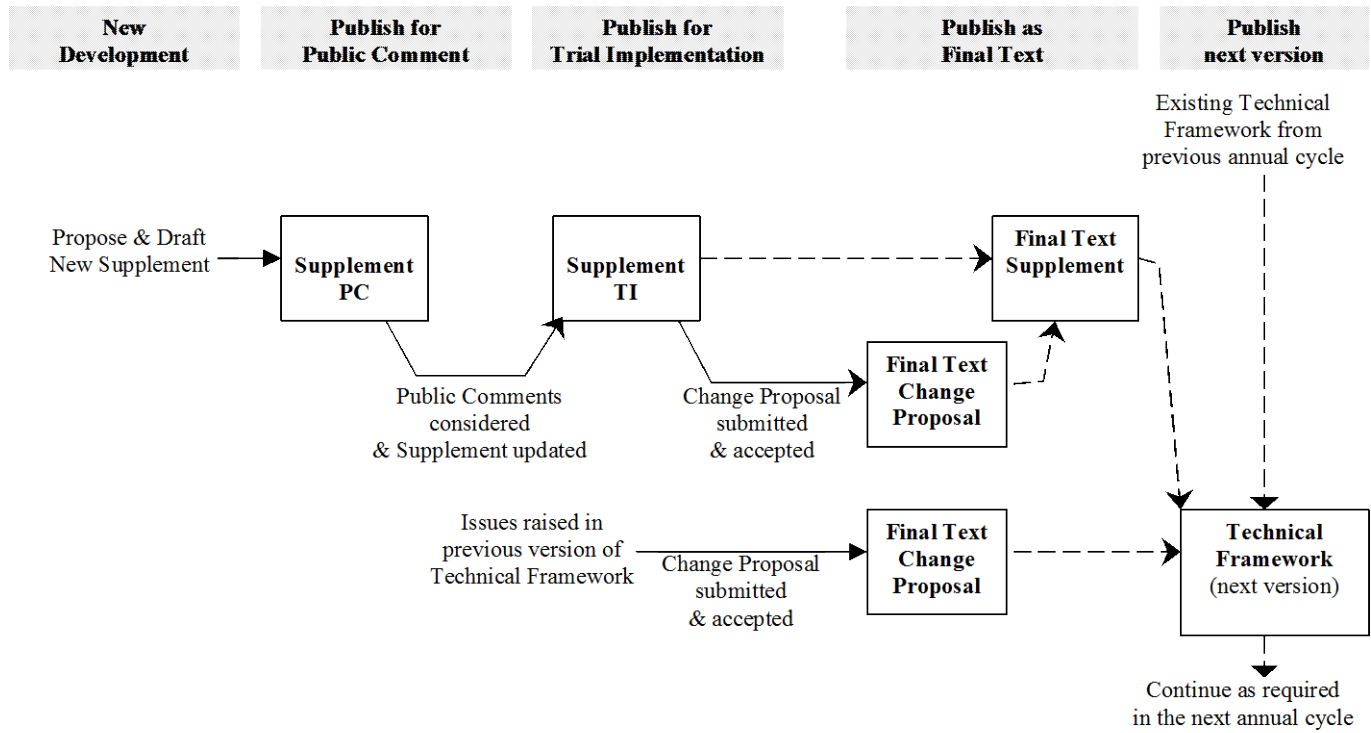 New
Development
Publish for
Public Comment
Publish for
Trial Implementation
Publish as
Final Text
Publish
next version
Existing Technical
Framework from
previous annual cycle
Propose & Draft
New Supplement
Supplement
PC
Supplement
TI
Final Text
Supplement
Public Comments
considered
& Supplement updated
Change Proposal
submitted
& accepted
Final Text
Change
Proposal
Issues raised in
previous version of
Technical Framework
Change Proposal
submitted
& accepted
Final Text
Change
Proposal
Technical
Framework
(next version)
Continue as required
in the next annual cycle